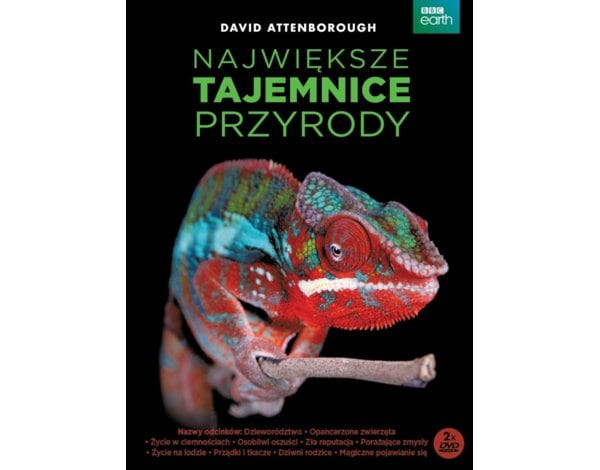 BBC
earth
DAVID ATTENBOROUGH
NAJWIĘKSZE
TAJEMNICE
PRZYRODY
Nazwy odcinków: Dzieworództwo • Opancerzone zwierzęta
• Życie w ciemnościach • Osobliwi oszuści • Zła reputacja • Porażające zmysły
• Życie na lodzie • Prządki i tkacze • Dziwni rodzice • Magiczne pojawianie się
2x
DVD